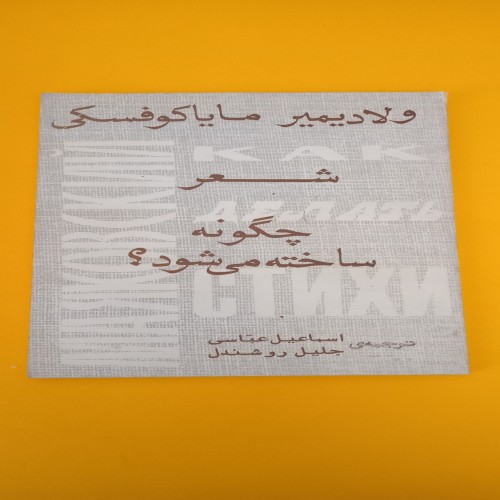 ولادیمیر مایاکوفسکی
КАК
شعر
ДЕЛАТЬ
چگونه
ساخته می‌شود؟
СТИХИ
ترجمه‌ی اسماعیل عباسی
جلیل روشندل